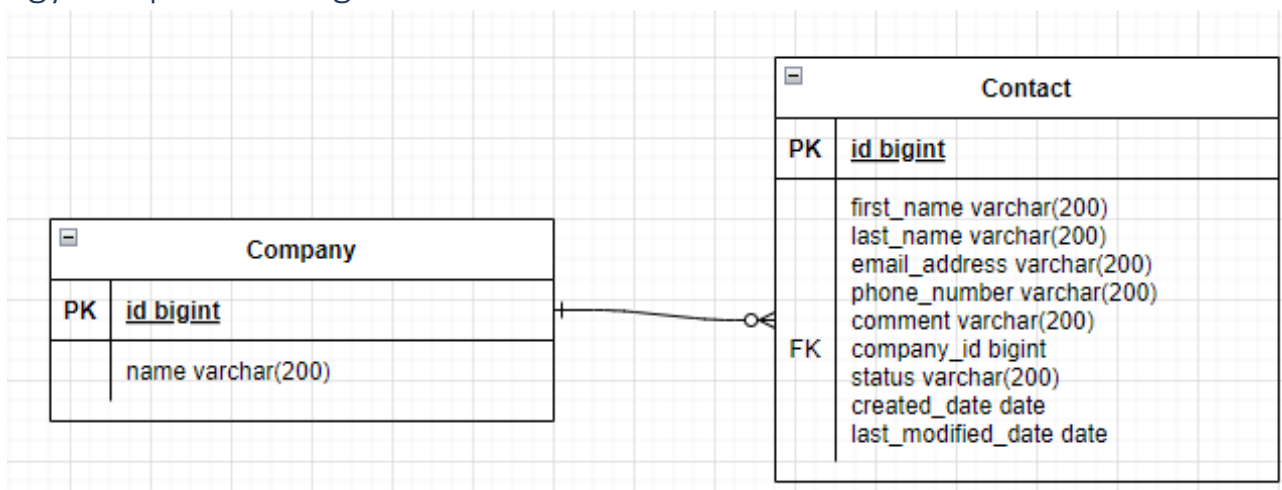 Company
PK id bigint
name varchar(200)
Contact
PK id bigint
first_name varchar(200)
last_name varchar(200)
email_address varchar(200)
phone_number varchar(200)
comment varchar(200)
FK company_id bigint
status varchar(200)
created_date date
last_modified_date date